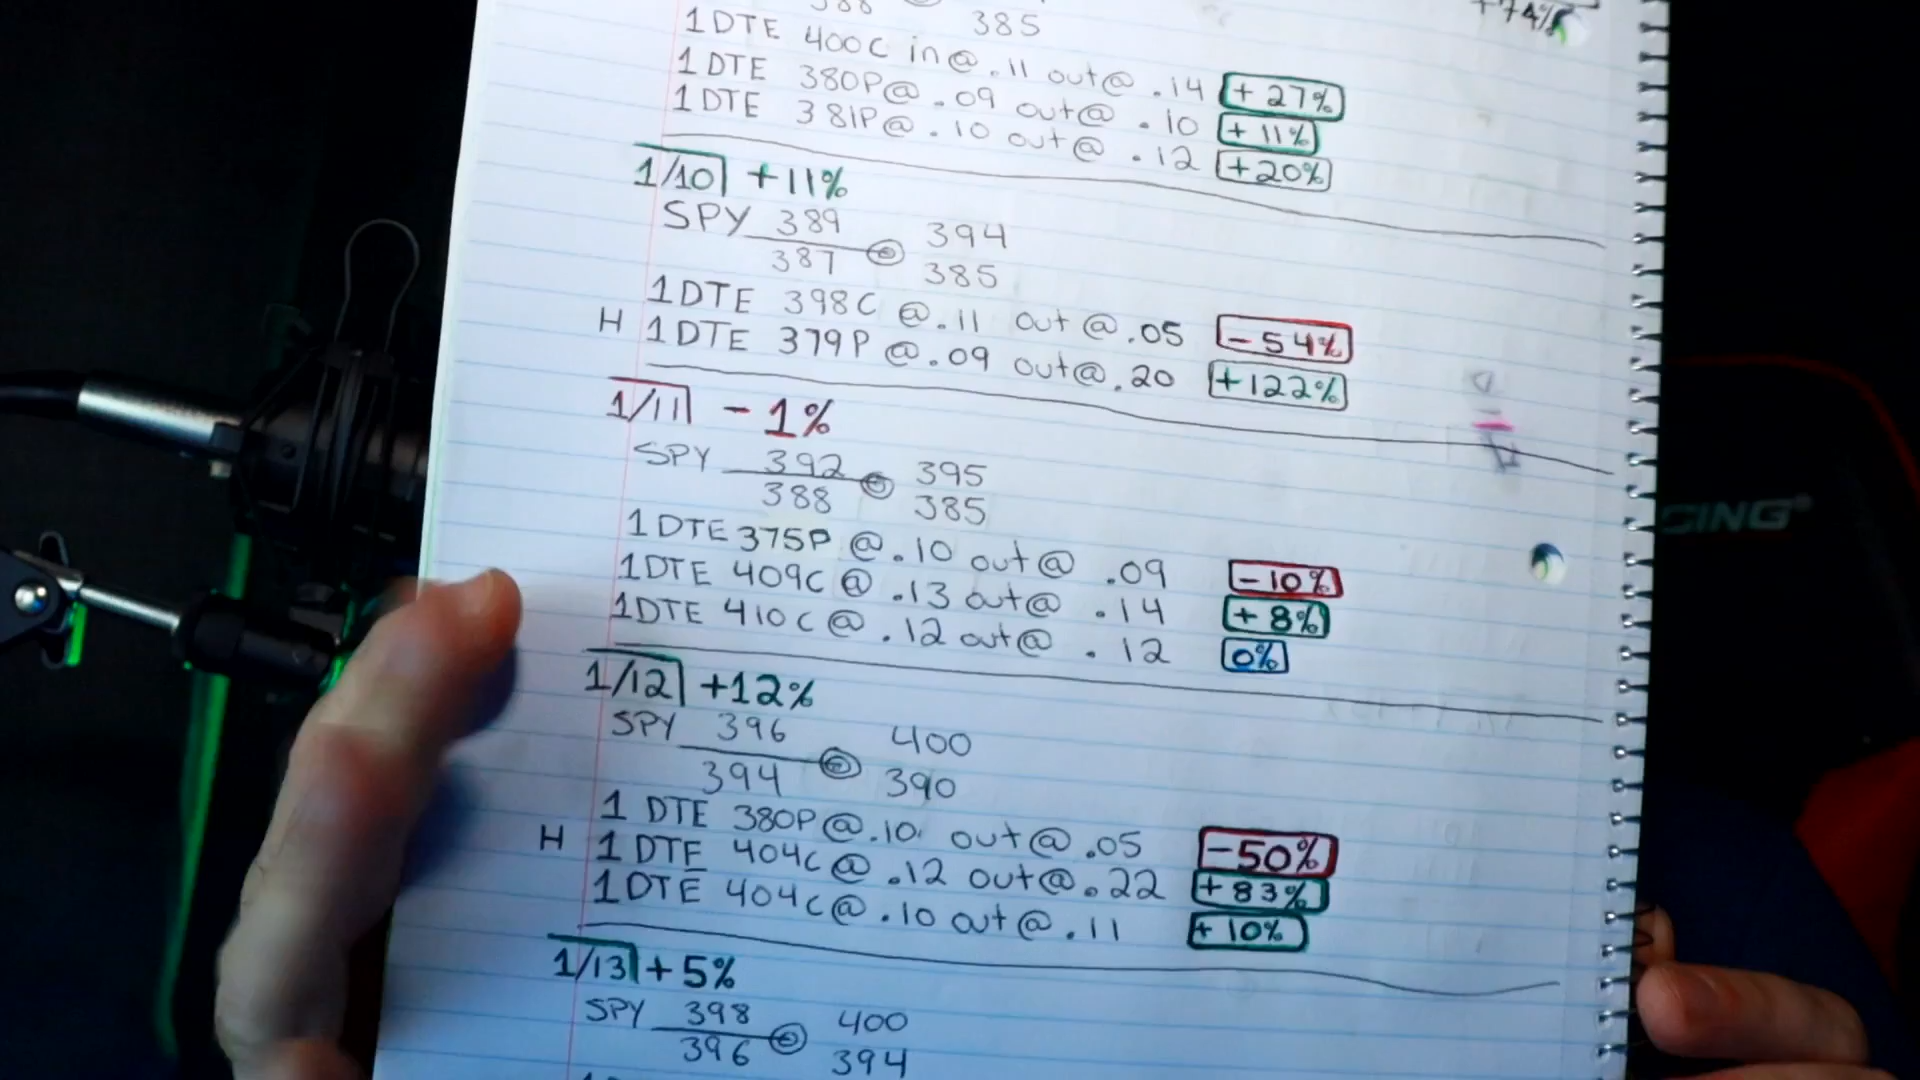 +74%
385
1DTE 400C in@ .11 out@ .14 +27%
1DTE 380P@ .09 out@ .10 +11%
1DTE 381P@ .10 out@ .12 +20%
1/10 +11%
SPY 389 394
387 385
1DTE 398C @.11 out@.05 -54%
H 1DTE 379P @.09 out@.20 +122%
1/11 -1%
SPY 392 395
388 385
1DTE 375P @.10 out@ .09 -10%
1DTE 409C @ .13 out@ .14 +8%
1DTE 410C @ .12 out@ .12 0%
1/12 +12%
SPY 396 400
394 390
1 DTE 380P@.10 out@.05 -50%
H 1 DTE 404C@ .12 out@.22 +83%
1DTE 404C@ .10 out@ .11 +10%
1/13 +5%
SPY 398 400
396 394